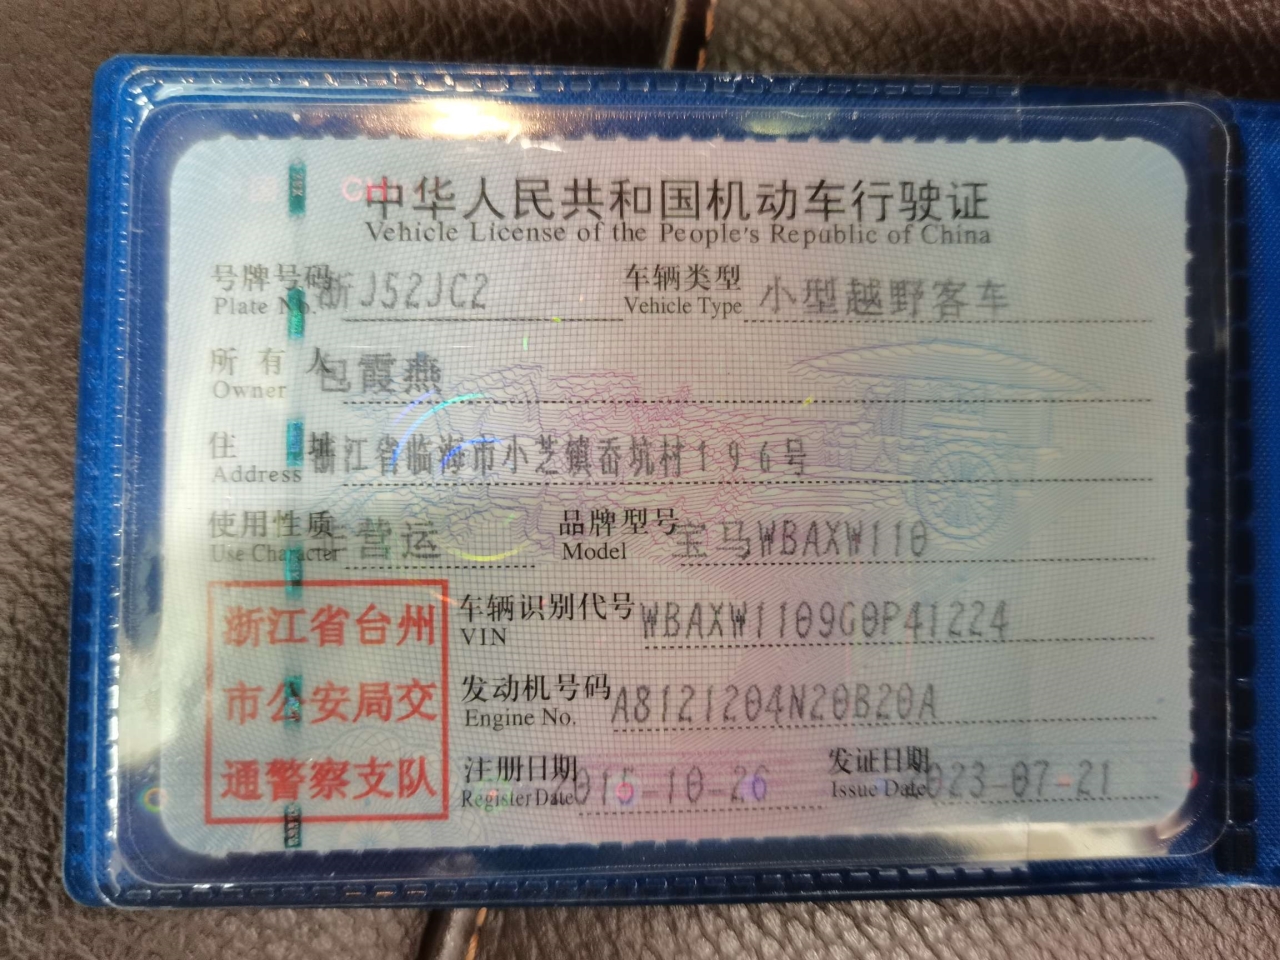 中华人民共和国机动车行驶证
Vehicle License of the People's Republic of China
号牌号码 浙J52JC2 车辆类型 小型越野客车
Plate No. Vehicle Type
所有人 包霞燕
Owner
住址 浙江省临海市小芝镇岙坑村196号
Address
使用性质 非营运 品牌型号 宝马WBAXW110
Use Character Model
浙江省台州
市公安局交
通警察支队
车辆识别代号 WBAXW1109G0P41224
VIN
发动机号码 A8121204N20B20A
Engine No.
注册日期 2015-10-26 发证日期 2023-07-21
Register Date Issue Date